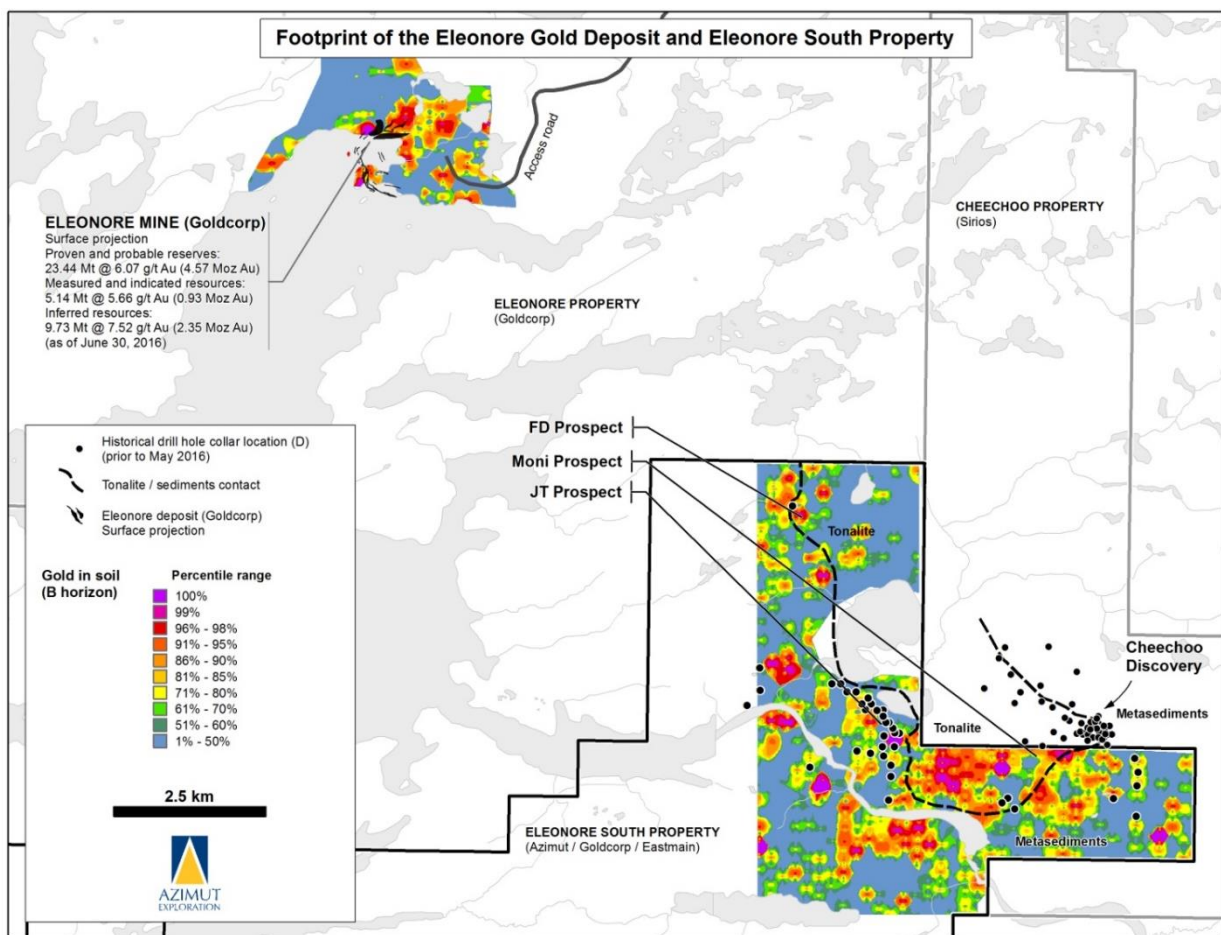 Footprint of the Eleonore Gold Deposit and Eleonore South Property
Access road
ELEONORE MINE (Goldcorp)
Surface projection
Proven and probable reserves:
23.44 Mt @ 6.07 g/t Au (4.57 Moz Au)
Measured and indicated resources:
5.14 Mt @ 5.66 g/t Au (0.93 Moz Au)
Inferred resources:
9.73 Mt @ 7.52 g/t Au (2.35 Moz Au)
(as of June 30, 2016)
CHEECHOO PROPERTY
(Sirios)
ELEONORE PROPERTY
(Goldcorp)
FD Prospect
Moni Prospect
JT Prospect
Historical drill hole collar location (D)
(prior to May 2016)
Tonalite / sediments contact
Eleonore deposit (Goldcorp)
Surface projection
Gold in soil
(B horizon)
Percentile range
100%
99%
96% - 98%
91% - 95%
86% - 90%
81% - 85%
71% - 80%
61% - 70%
51% - 60%
1% - 50%
2.5 km
AZIMUT
EXPLORATION
Tonalite
Cheechoo
Discovery
Metasediments
Tonalite
ELEONORE SOUTH PROPERTY
(Azimut / Goldcorp / Eastmain)
Metasediments